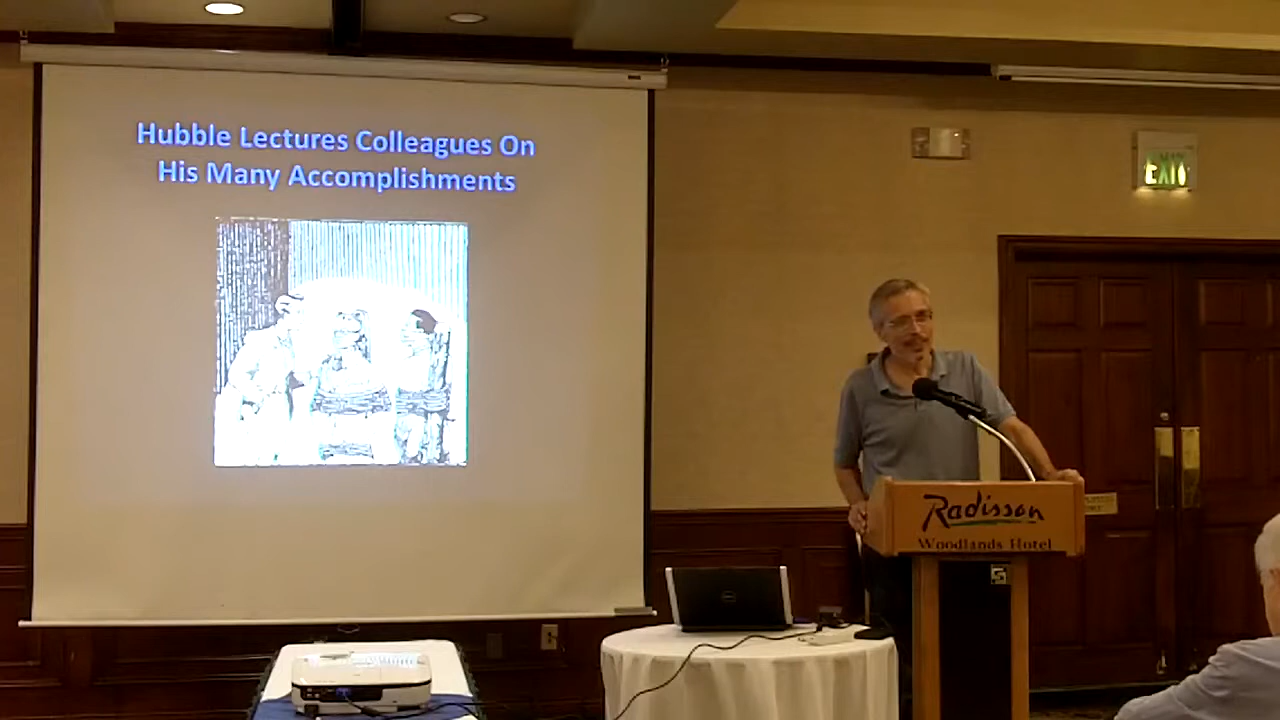 Hubble Lectures Colleagues On
His Many Accomplishments
EXIT
Radisson
Woodlands Hotel